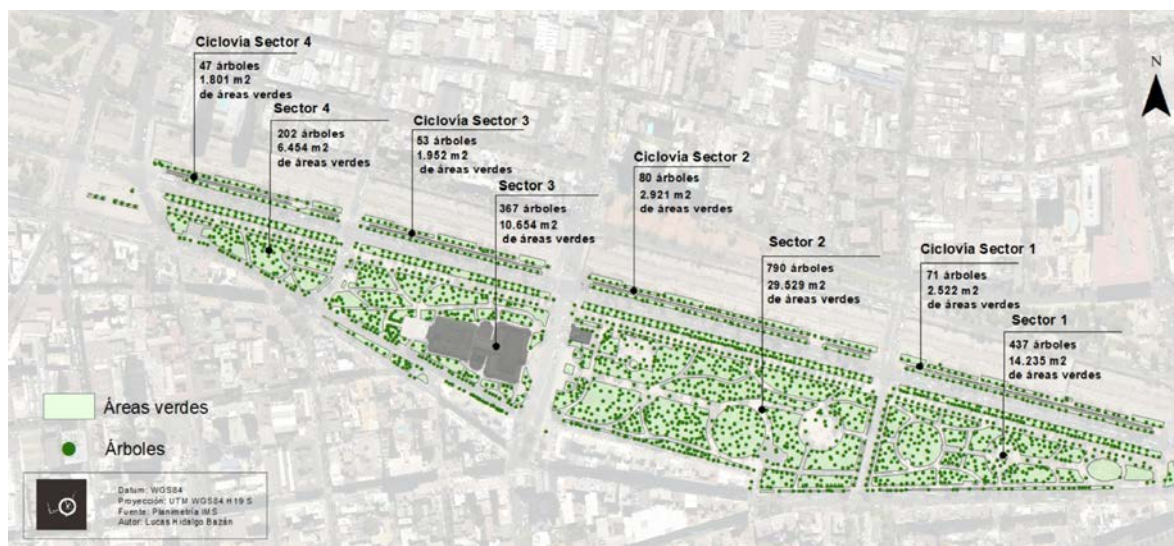 Ciclovía Sector 4
47 árboles
1.801 m2
de áreas verdes
Sector 4
202 árboles
6.454 m2
de áreas verdes
Ciclovía Sector 3
53 árboles
1.952 m2
de áreas verdes
Sector 3
367 árboles
10.654 m2
de áreas verdes
Ciclovía Sector 2
80 árboles
2.921 m2
de áreas verdes
Sector 2
790 árboles
29.529 m2
de áreas verdes
Ciclovía Sector 1
71 árboles
2.522 m2
de áreas verdes
Sector 1
437 árboles
14.235 m2
de áreas verdes
N
Áreas verdes
Árboles
Datum: WGS84
Proyección: UTM WGS84 H19 S
Fuente: Planimetría IMS
Autor: Lucas Hidalgo Bazán